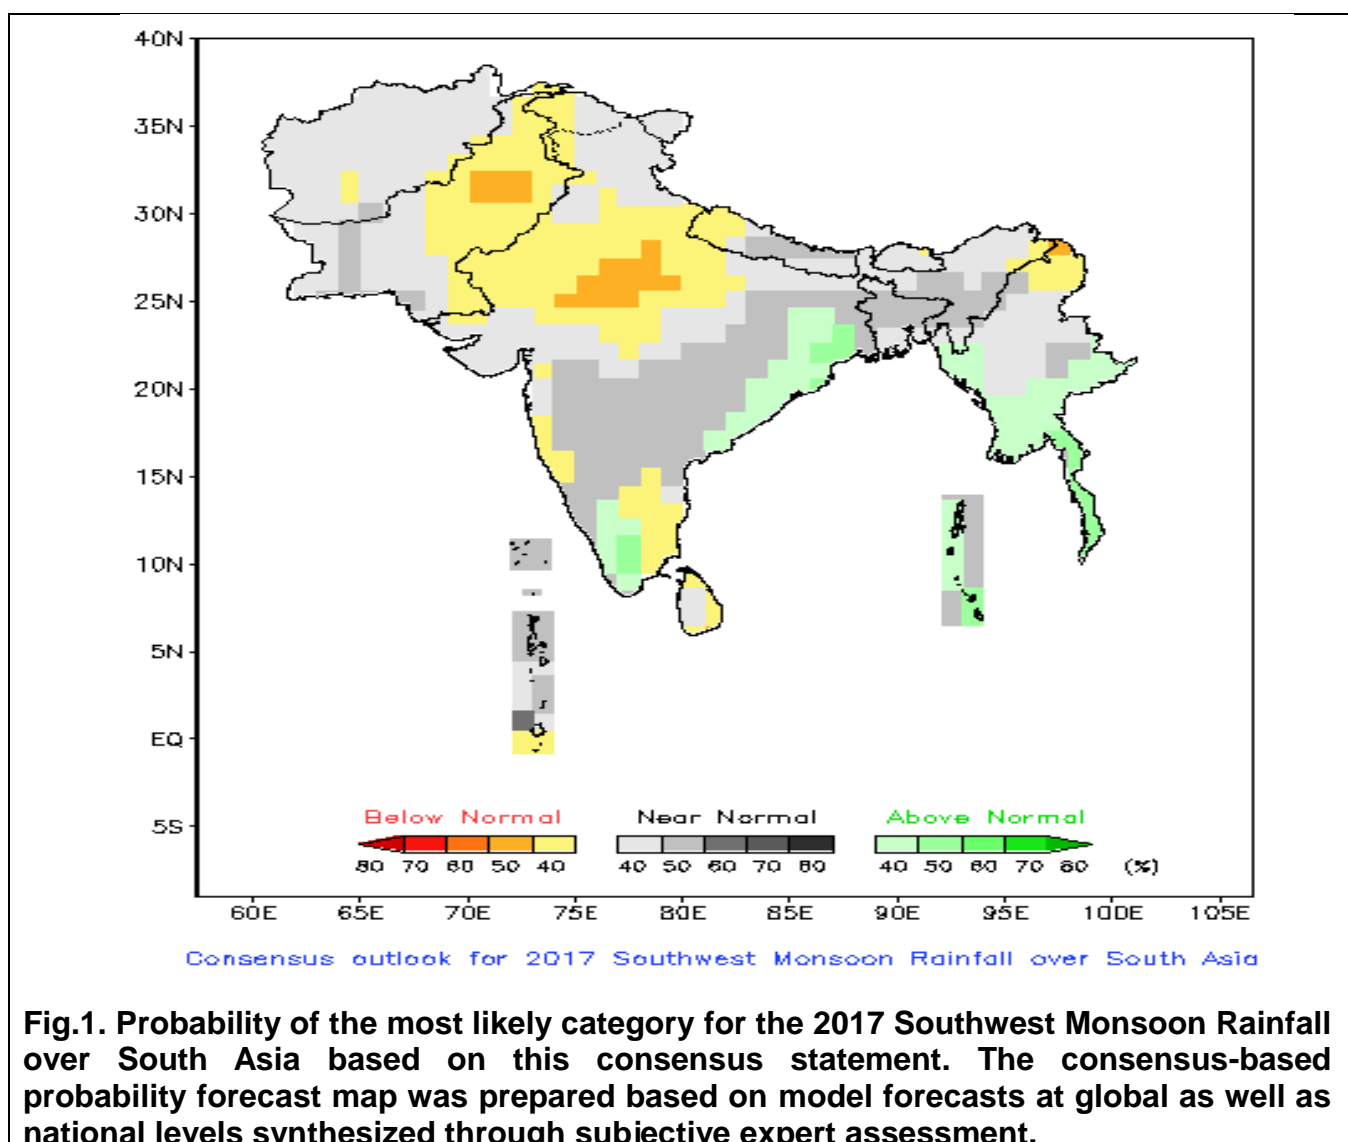 40N
35N
30N
25N
20N
15N
10N
5N
EQ
5S
Below Normal Near Normal Above Normal
80 70 60 50 40 40 50 60 70 80 40 50 60 70 80 (%)
60E 65E 70E 75E 80E 85E 90E 95E 100E 105E
Consensus outlook for 2017 Southwest Monsoon Rainfall over South Asia
Fig.1. Probability of the most likely category for the 2017 Southwest Monsoon Rainfall
over South Asia based on this consensus statement. The consensus-based
probability forecast map was prepared based on model forecasts at global as well as
national levels synthesized through subjective expert assessment.